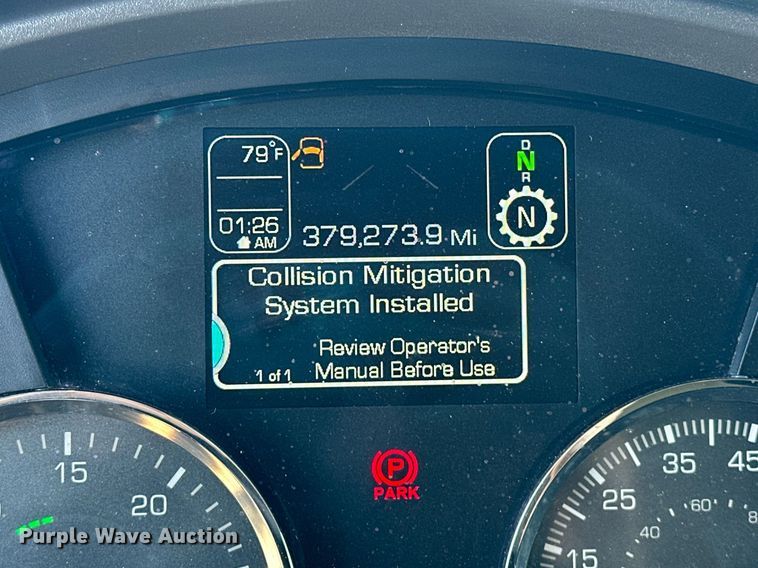 79°F
D
N
R
01:26
AM
379,273.9 Mi
N
Collision Mitigation
System Installed
Review Operator's
1 of 1 Manual Before Use
P
PARK
15
20
15
25
35
45
40
60
8
Purple Wave Auction